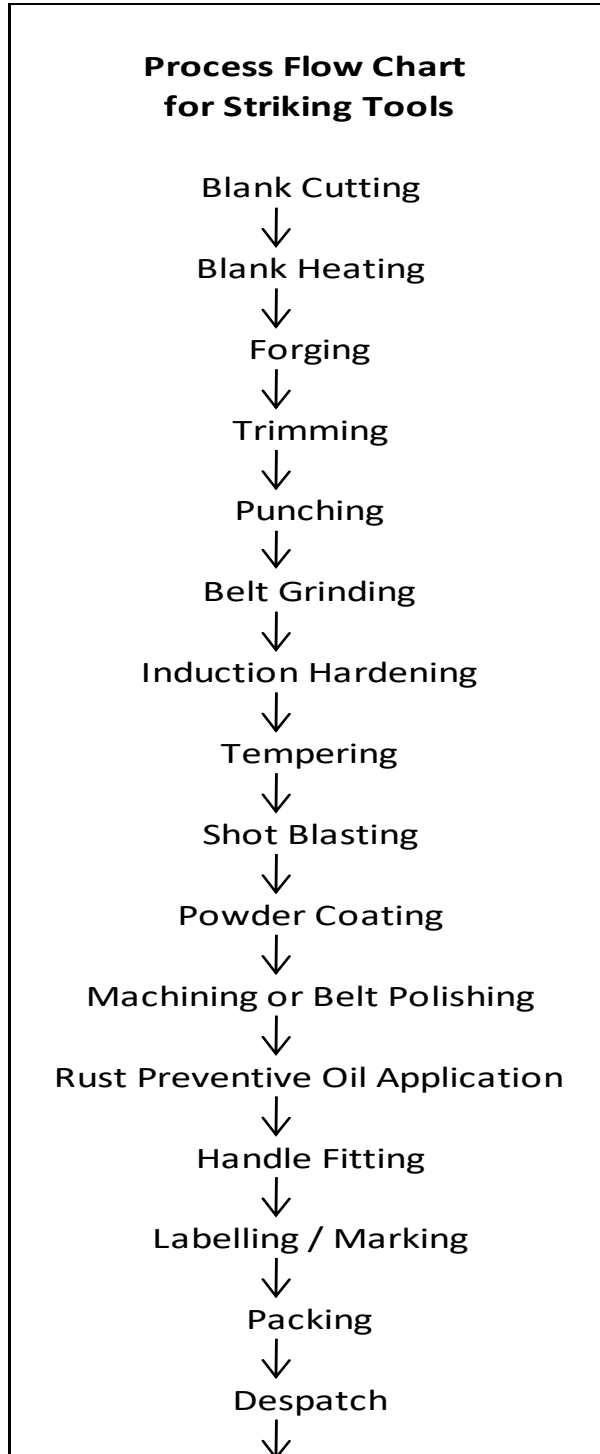 Process Flow Chart
for Striking Tools
Blank Cutting
Blank Heating
Forging
Trimming
Punching
Belt Grinding
Induction Hardening
Tempering
Shot Blasting
Powder Coating
Machining or Belt Polishing
Rust Preventive Oil Application
Handle Fitting
Labelling / Marking
Packing
Despatch